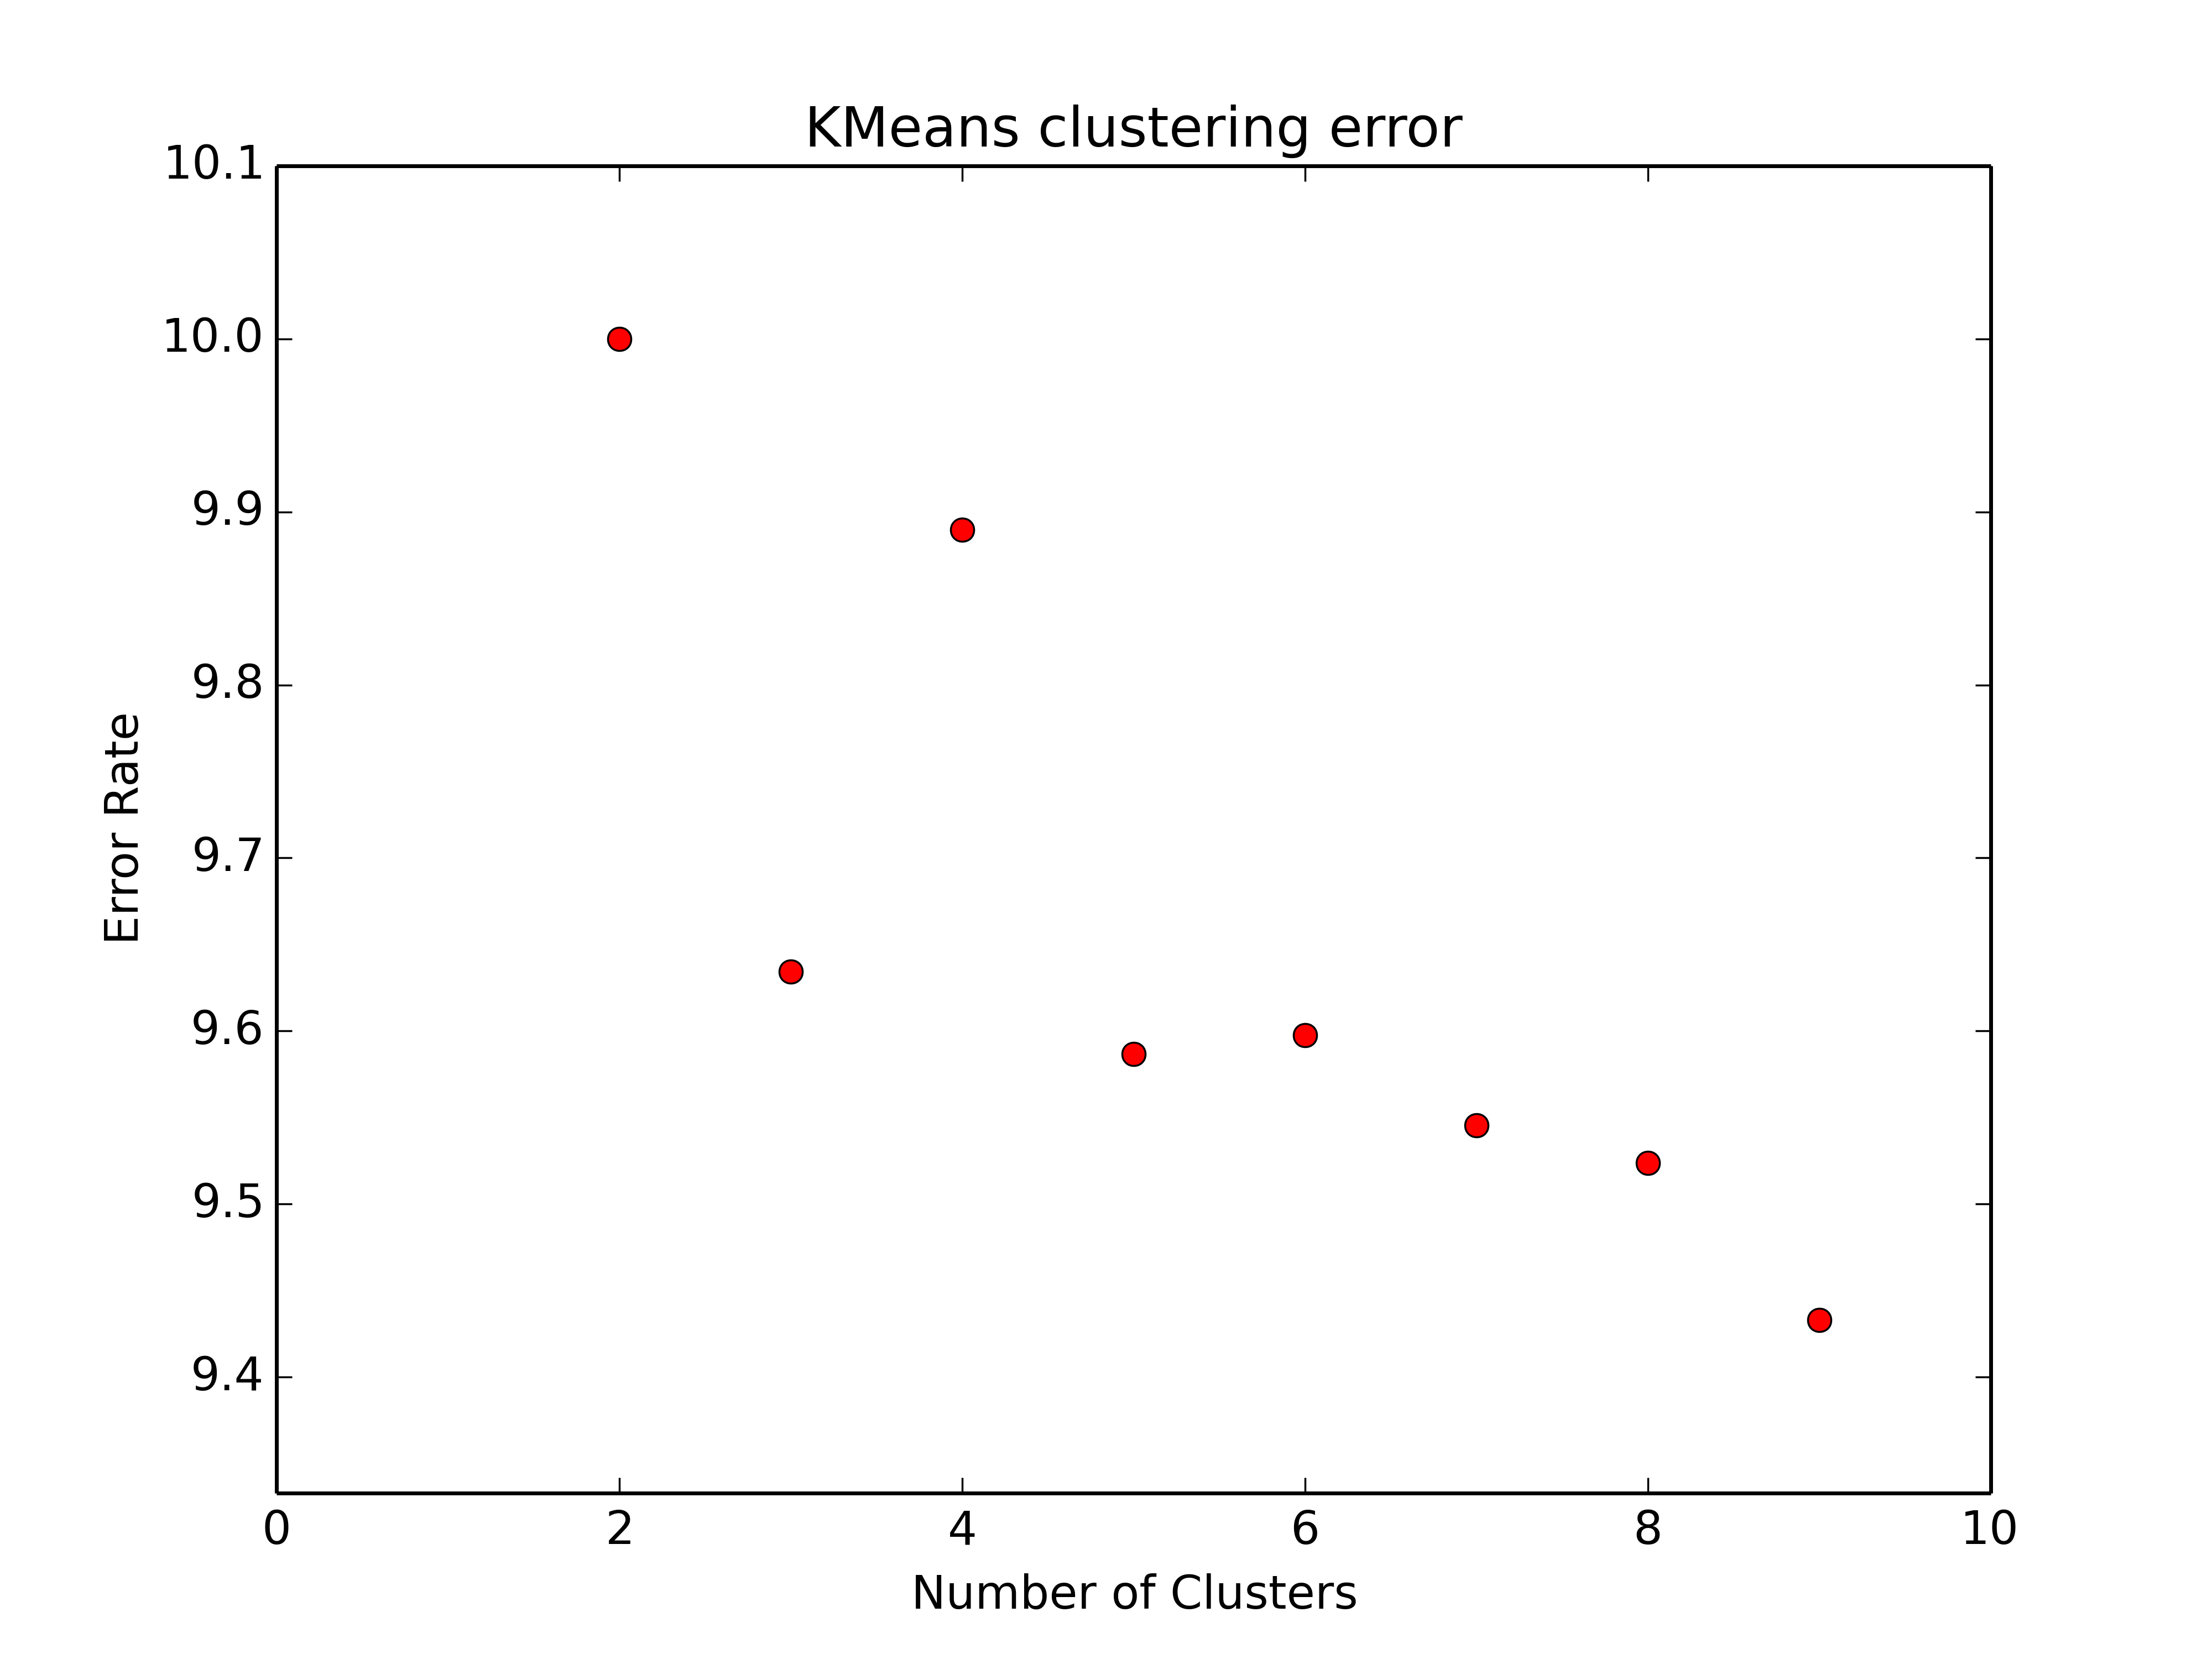 KMeans clustering error
10.1
10.0
9.9
9.8
9.7
9.6
9.5
9.4
Error Rate
0 2 4 6 8 10
Number of Clusters